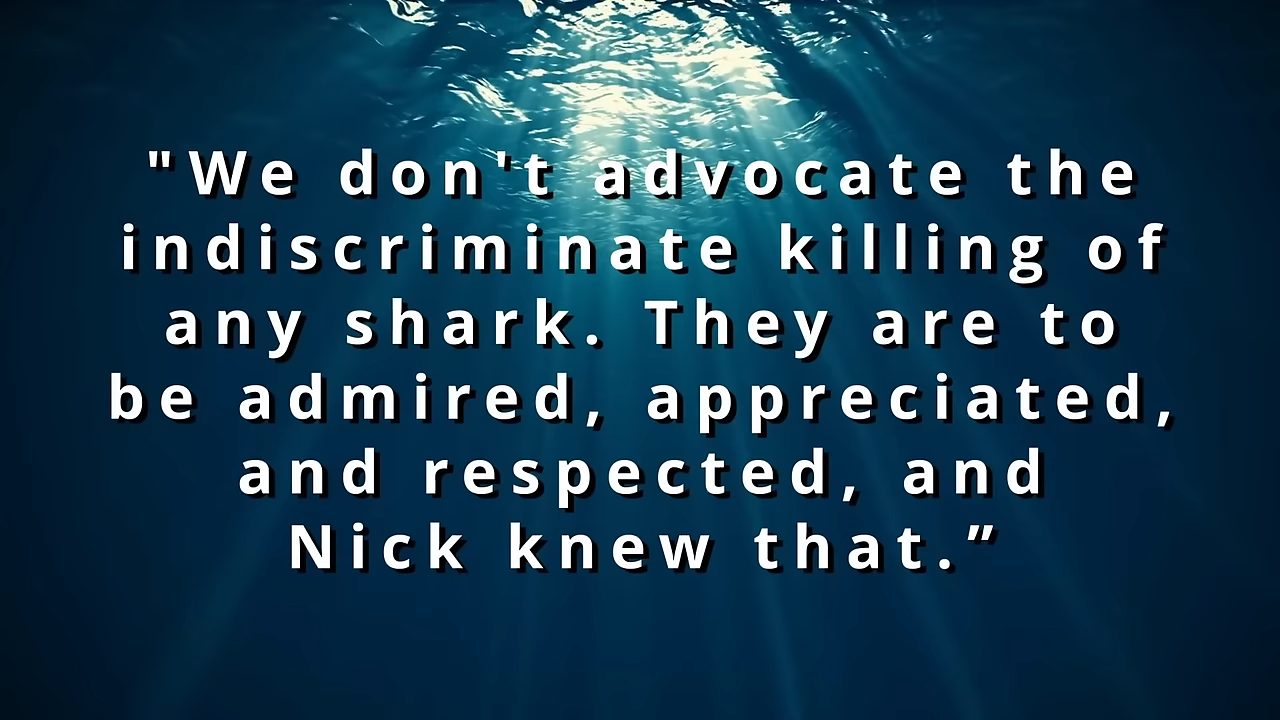 "We don't advocate the
indiscriminate killing of
any shark. They are to
be admired, appreciated,
and respected, and
Nick knew that.”